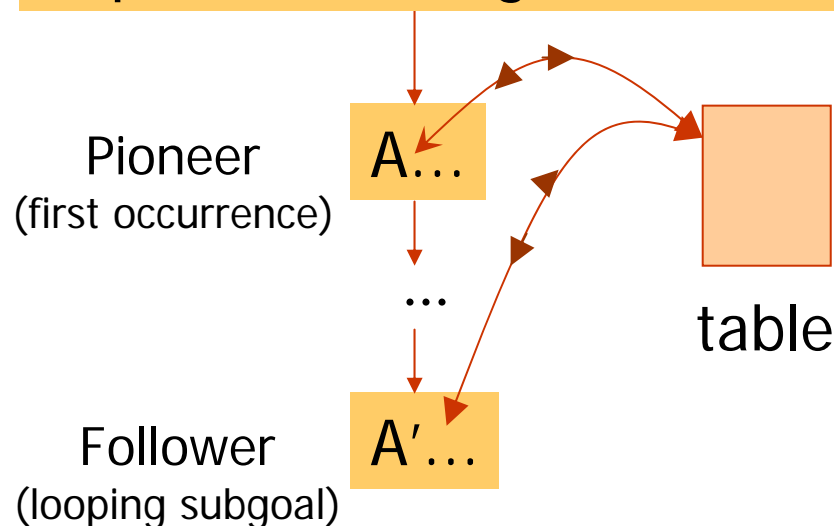 Pioneer
(first occurrence)
A...
...
table
Follower
(looping subgoal)
A'...